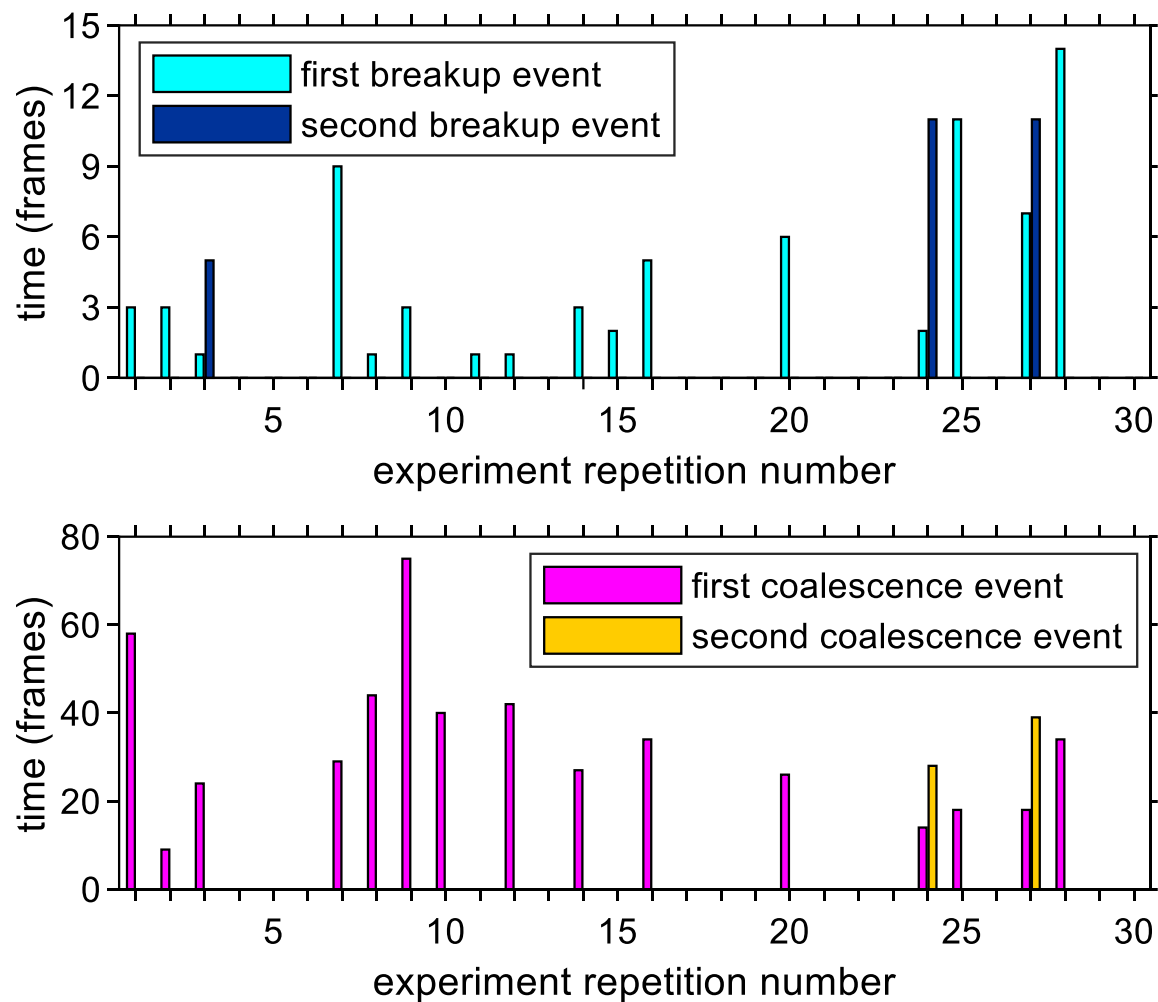 15
12
9
6
3
0
time (frames)
first breakup event
second breakup event
5 10 15 20 25 30
experiment repetition number
80
60
40
20
0
time (frames)
first coalescence event
second coalescence event
5 10 15 20 25 30
experiment repetition number